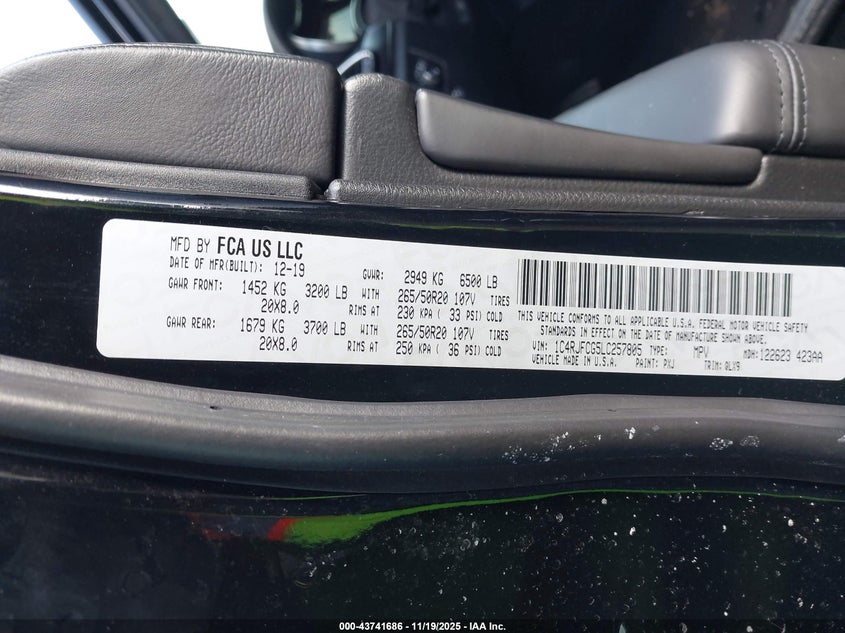 MFD BY FCA US LLC
DATE OF MFR(BUILT): 12-19 GVWR: 2949 KG 6500 LB
GAWR FRONT: 1452 KG 3200 LB WITH 265/50R20 107V TIRES
20X8.0 RIMS AT 230 KPA ( 33 PSI) COLD
GAWR REAR: 1679 KG 3700 LB WITH 265/50R20 107V TIRES
20X8.0 RIMS AT 250 KPA ( 36 PSI) COLD
THIS VEHICLE CONFORMS TO ALL APPLICABLE U.S.A. FEDERAL MOTOR VEHICLE SAFETY
STANDARDS IN EFFECT ON THE DATE OF MANUFACTURE SHOWN ABOVE.
VIN: 1C4RJFCG5LC257805 TYPE: MPV MDH: 122623 423AA
VEHICLE MADE IN U.S.A. PAINT: PXJ TRIM: QLX9
000-43741686 - 11/19/2025 - IAA Inc.